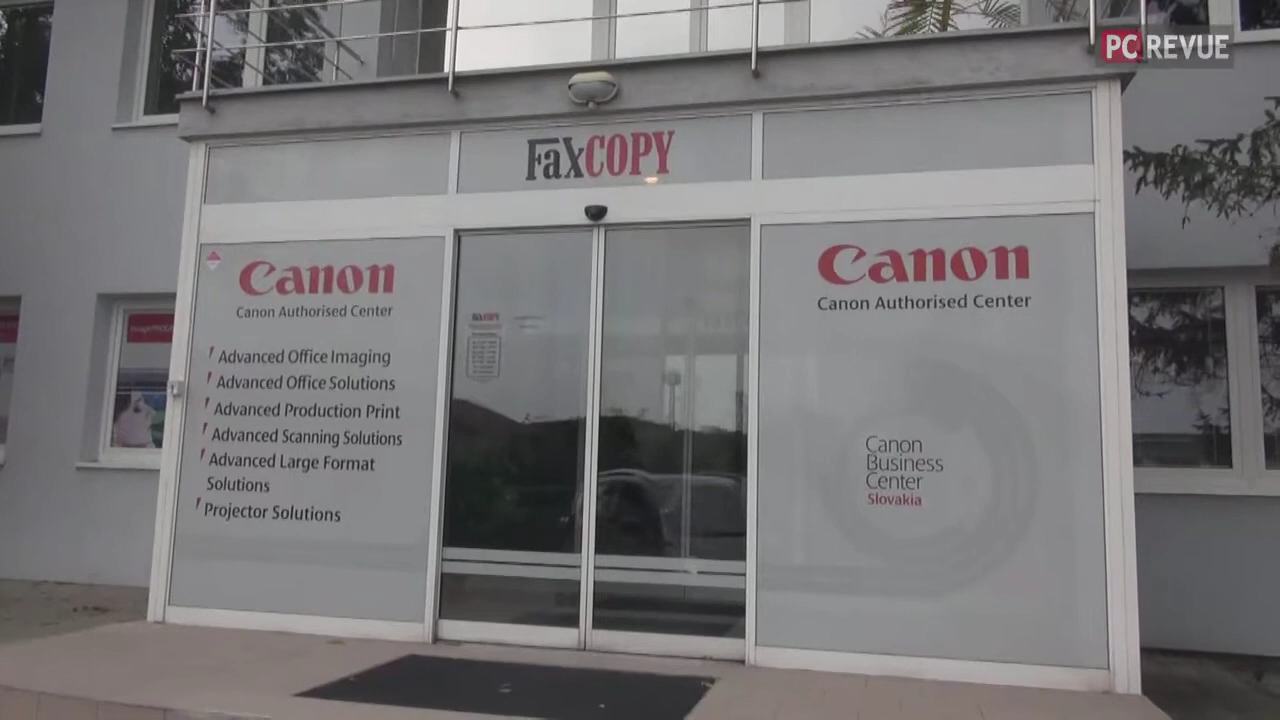 PC REVUE
FaXCOPY
Canon
Canon Authorised Center
Advanced Office Imaging
Advanced Office Solutions
Advanced Production Print
Advanced Scanning Solutions
Advanced Large Format
Solutions
Projector Solutions
FaXCOPY
Canon
Canon Authorised Center
Canon
Business
Center
Slovakia